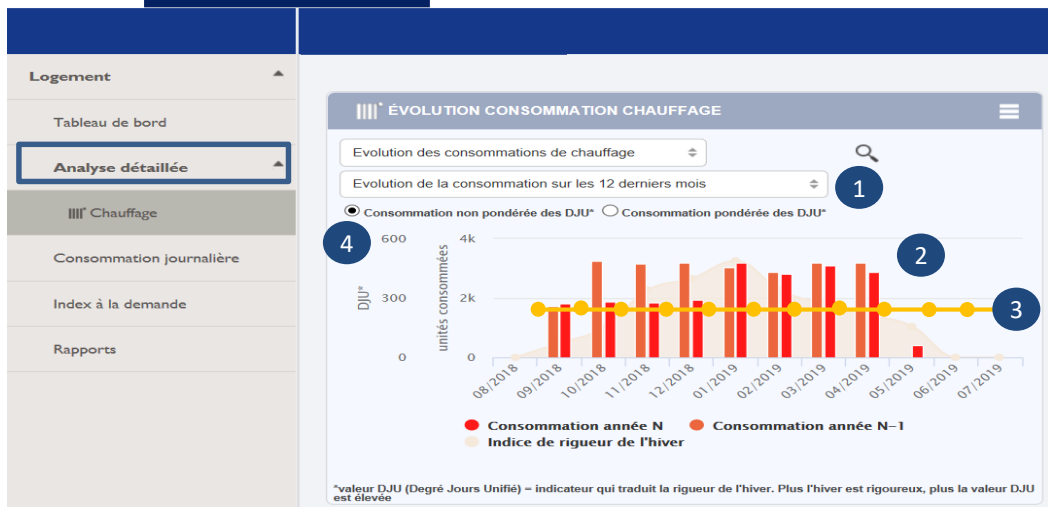 Logement
Tableau de bord
Analyse détaillée
Chauffage
Consommation journalière
Index à la demande
Rapports
ÉVOLUTION CONSOMMATION CHAUFFAGE
Evolution des consommations de chauffage
Evolution de la consommation sur les 12 derniers mois
1
Consommation non pondérée des DJU* Consommation pondérée des DJU*
4
600 4k
2
DJU*
unités consommées
300 2k
3
0 0
08/2018 09/2018 10/2018 11/2018 12/2018 01/2019 02/2019 03/2019 04/2019 05/2019 06/2019 07/2019
Consommation année N Consommation année N-1
Indice de rigueur de l'hiver
*valeur DJU (Degré Jours Unifié) = indicateur qui traduit la rigueur de l'hiver. Plus l'hiver est rigoureux, plus la valeur DJU
est élevée